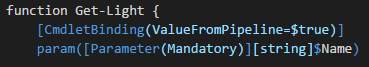 function Get-Light {
[CmdletBinding(ValueFromPipeline=$true)]
param([Parameter(Mandatory)][string]$Name)